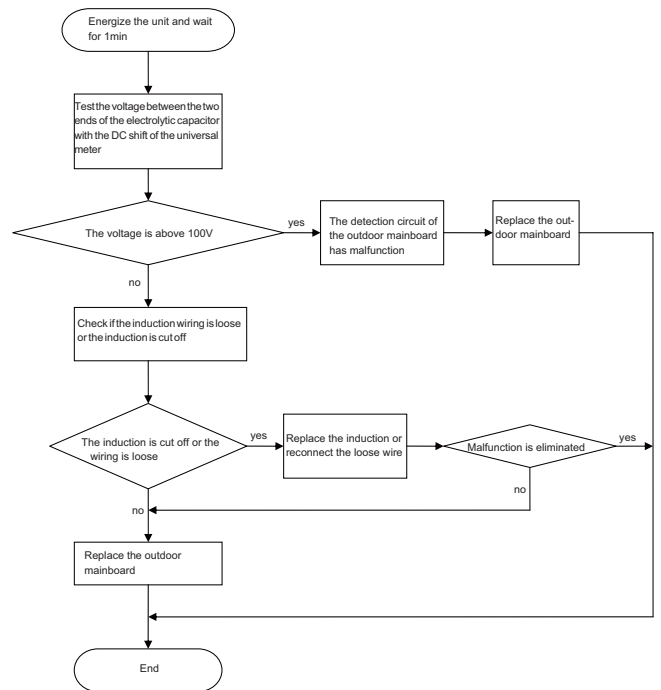 Energize the unit and wait
for 1min
Test the voltage between the two
ends of the electrolytic capacitor
with the DC shift of the universal
meter
The voltage is above 100V
yes
The detection circuit of
the outdoor mainboard
has malfunction
Replace the out-
door mainboard
no
Check if the induction wiring is loose
or the induction is cut off
The induction is cut off or the
wiring is loose
yes
Replace the induction or
reconnect the loose wire
Malfunction is eliminated
yes
no
no
Replace the outdoor
mainboard
End